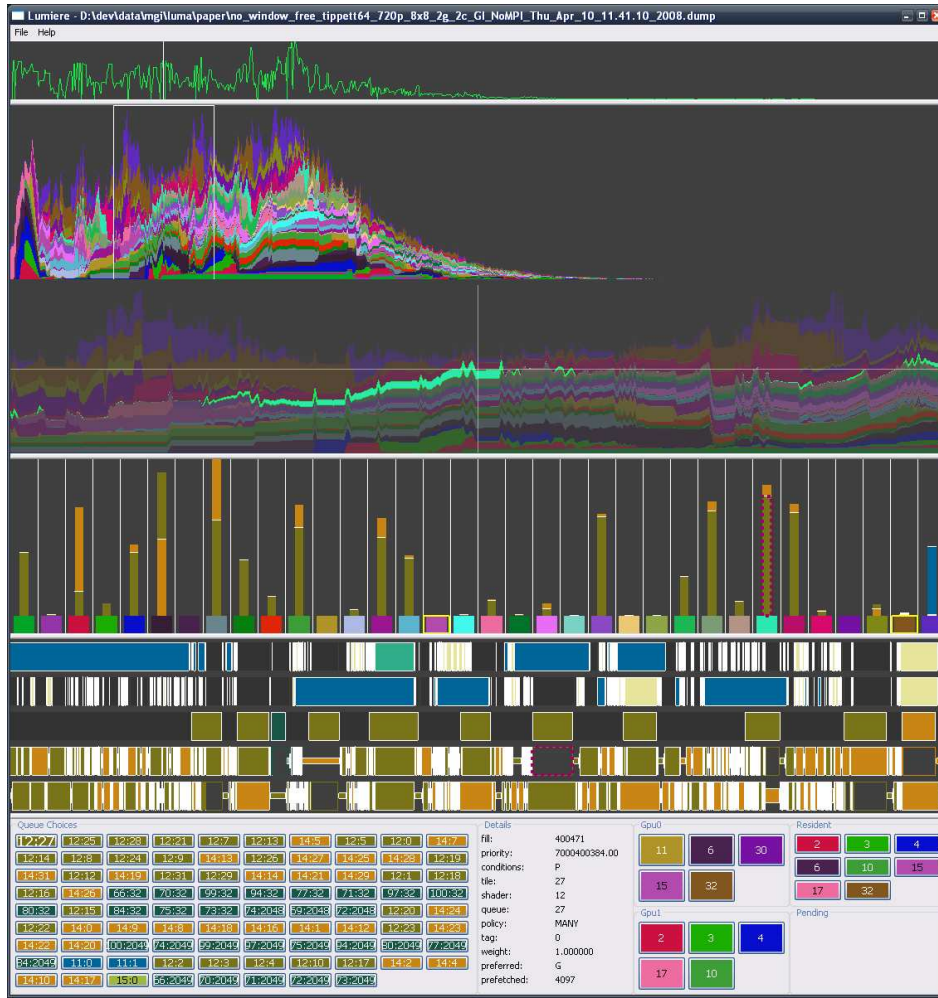 Lumiere - D:\dev\data\mgi\luma\paper\no_window_free_tippett64_720p_8x8_2g_2c_GI_NoMPI_Thu_Apr_10_11.41.10_2008.dump
File Help
Queue Choices
12:27 12:25 12:28 12:21 12:7 12:13 14:5 12:5 12:0 14:7
12:14 12:8 12:24 12:9 14:13 12:26 14:27 14:25 14:28 12:19
14:31 12:12 14:19 12:31 12:29 14:14 14:21 14:29 12:1 12:18
12:16 14:26 66:32 70:32 99:32 94:32 77:32 71:32 97:32 100:32
80:32 12:15 84:32 75:32 73:32 74:2048 69:2048 72:2048 12:20 14:24
12:22 14:0 14:9 14:8 14:18 14:16 14:1 14:12 12:23 14:23
14:22 14:20 100:2049 74:2049 99:2049 97:2049 75:2049 94:2049 80:2049 77:2049
84:2049 11:0 11:1 12:2 12:3 12:4 12:10 12:17 14:2 14:4
14:10 14:17 15:0 66:2049 70:2049 71:2049 72:2049 73:2049
Details
fill: 400471
priority: 7000400384.00
conditions: P
tile: 27
shader: 12
queue: 27
policy: MANY
tag: 0
weight: 1.000000
preferred: G
prefetched: 4097
Gpu0
11 6 30
15 32
Gpu1
2 3 4
17 10
Resident
2 3 4
6 10 15
17 32
Pending